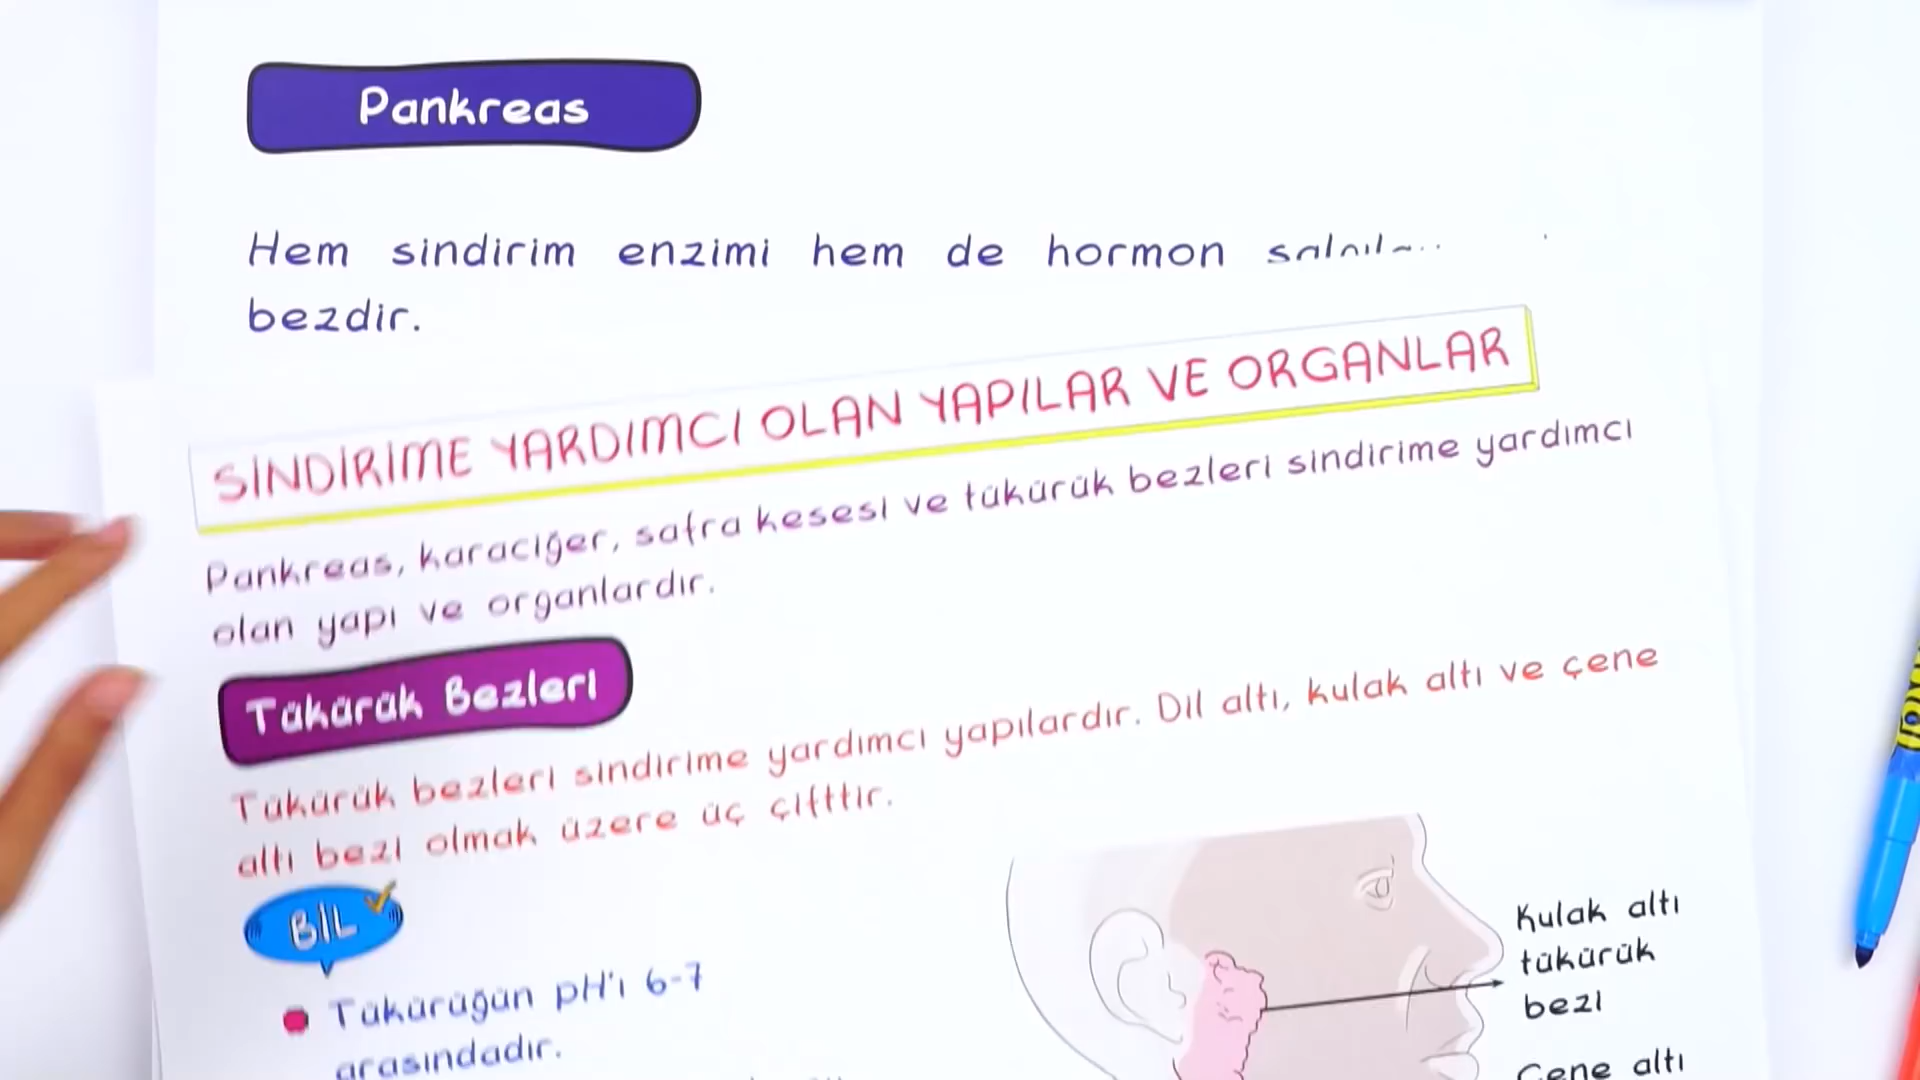 Pankreas
Hem sindirim enzimi hem de hormon
bezdir.
SİNDİRİME YARDIMCI OLAN YAPILAR VE ORGANLAR
Pankreas, karaciğer, safra kesesi ve tükürük bezleri sindirime yardımcı
olan yapı ve organlardır.
Tükürük Bezleri
Tükürük bezleri sindirime yardımcı yapılardır. Dil altı, kulak altı ve çene
altı bezi olmak üzere üç çifttir.
BİL
Tükürüğün pH'ı 6-7
arasındadır.
Kulak altı
tükürük
bezi
Çene altı